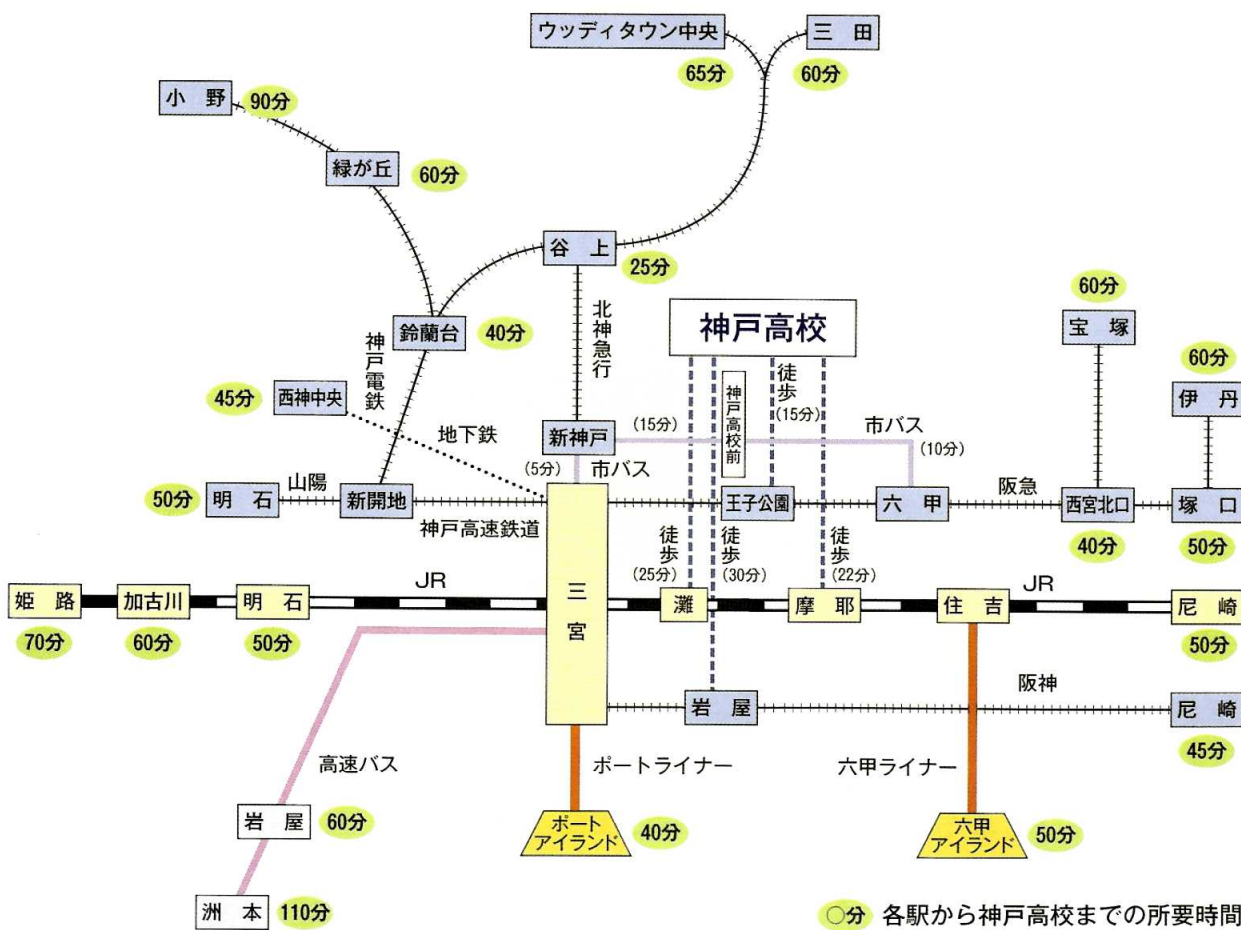 ウッディタウン中央
三田
65分
60分
小野
90分
緑が丘
60分
谷上
25分
鈴蘭台
40分
北神急行
神戸高校
60分
宝塚
60分
伊丹
神戸電鉄
45分
西神中央
地下鉄
新神戸
(15分)
神戸高校前
徒歩
(15分)
市バス
(10分)
(5分)
市バス
50分
明石
山陽
新開地
神戸高速鉄道
王子公園
六甲
阪急
西宮北口
塚口
40分
50分
徒歩
(25分)
徒歩
(30分)
徒歩
(22分)
JR
JR
姫路
加古川
明石
三宮
灘
摩耶
住吉
尼崎
70分
60分
50分
50分
岩屋
阪神
尼崎
45分
高速バス
ポートライナー
六甲ライナー
岩屋
60分
ポート
アイランド
40分
六甲
アイランド
50分
洲本
110分
○分 各駅から神戸高校までの所要時間